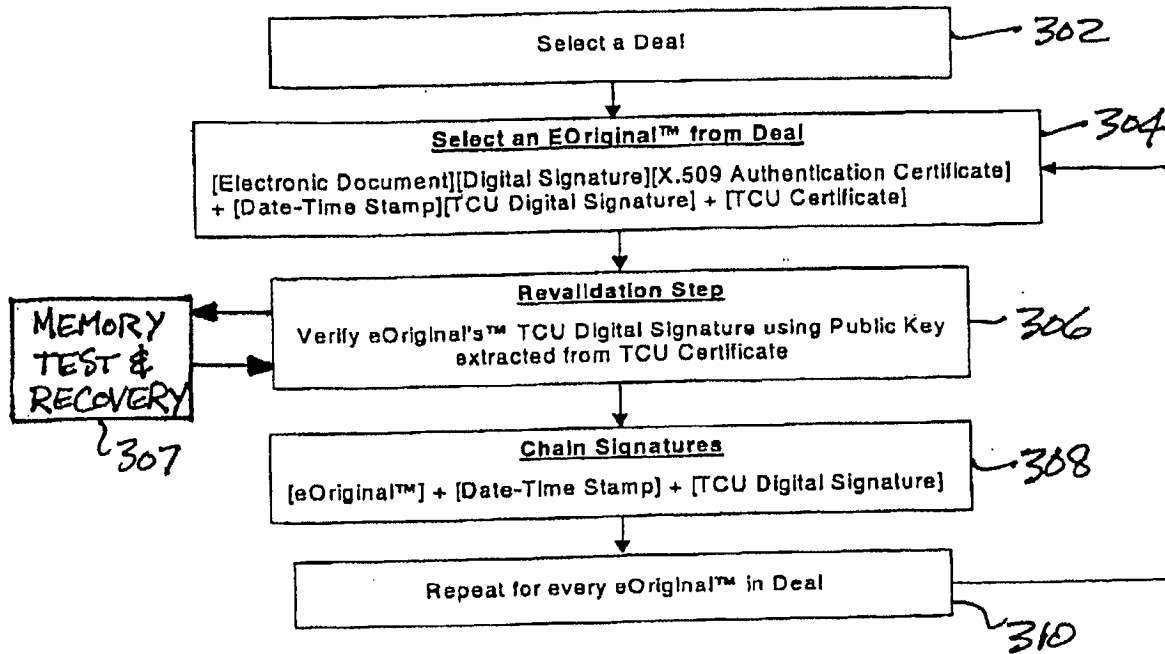 Select a Deal
302
Select an EOriginal™ from Deal
304
[Electronic Document][Digital Signature][X.509 Authentication Certificate]
+ [Date-Time Stamp][TCU Digital Signature] + [TCU Certificate]
Revalidation Step
Verify eOriginal's™ TCU Digital Signature using Public Key
extracted from TCU Certificate
306
MEMORY
TEST &
RECOVERY
307
Chain Signatures
[eOriginal™] + [Date-Time Stamp] + [TCU Digital Signature]
308
Repeat for every eOriginal™ in Deal
310